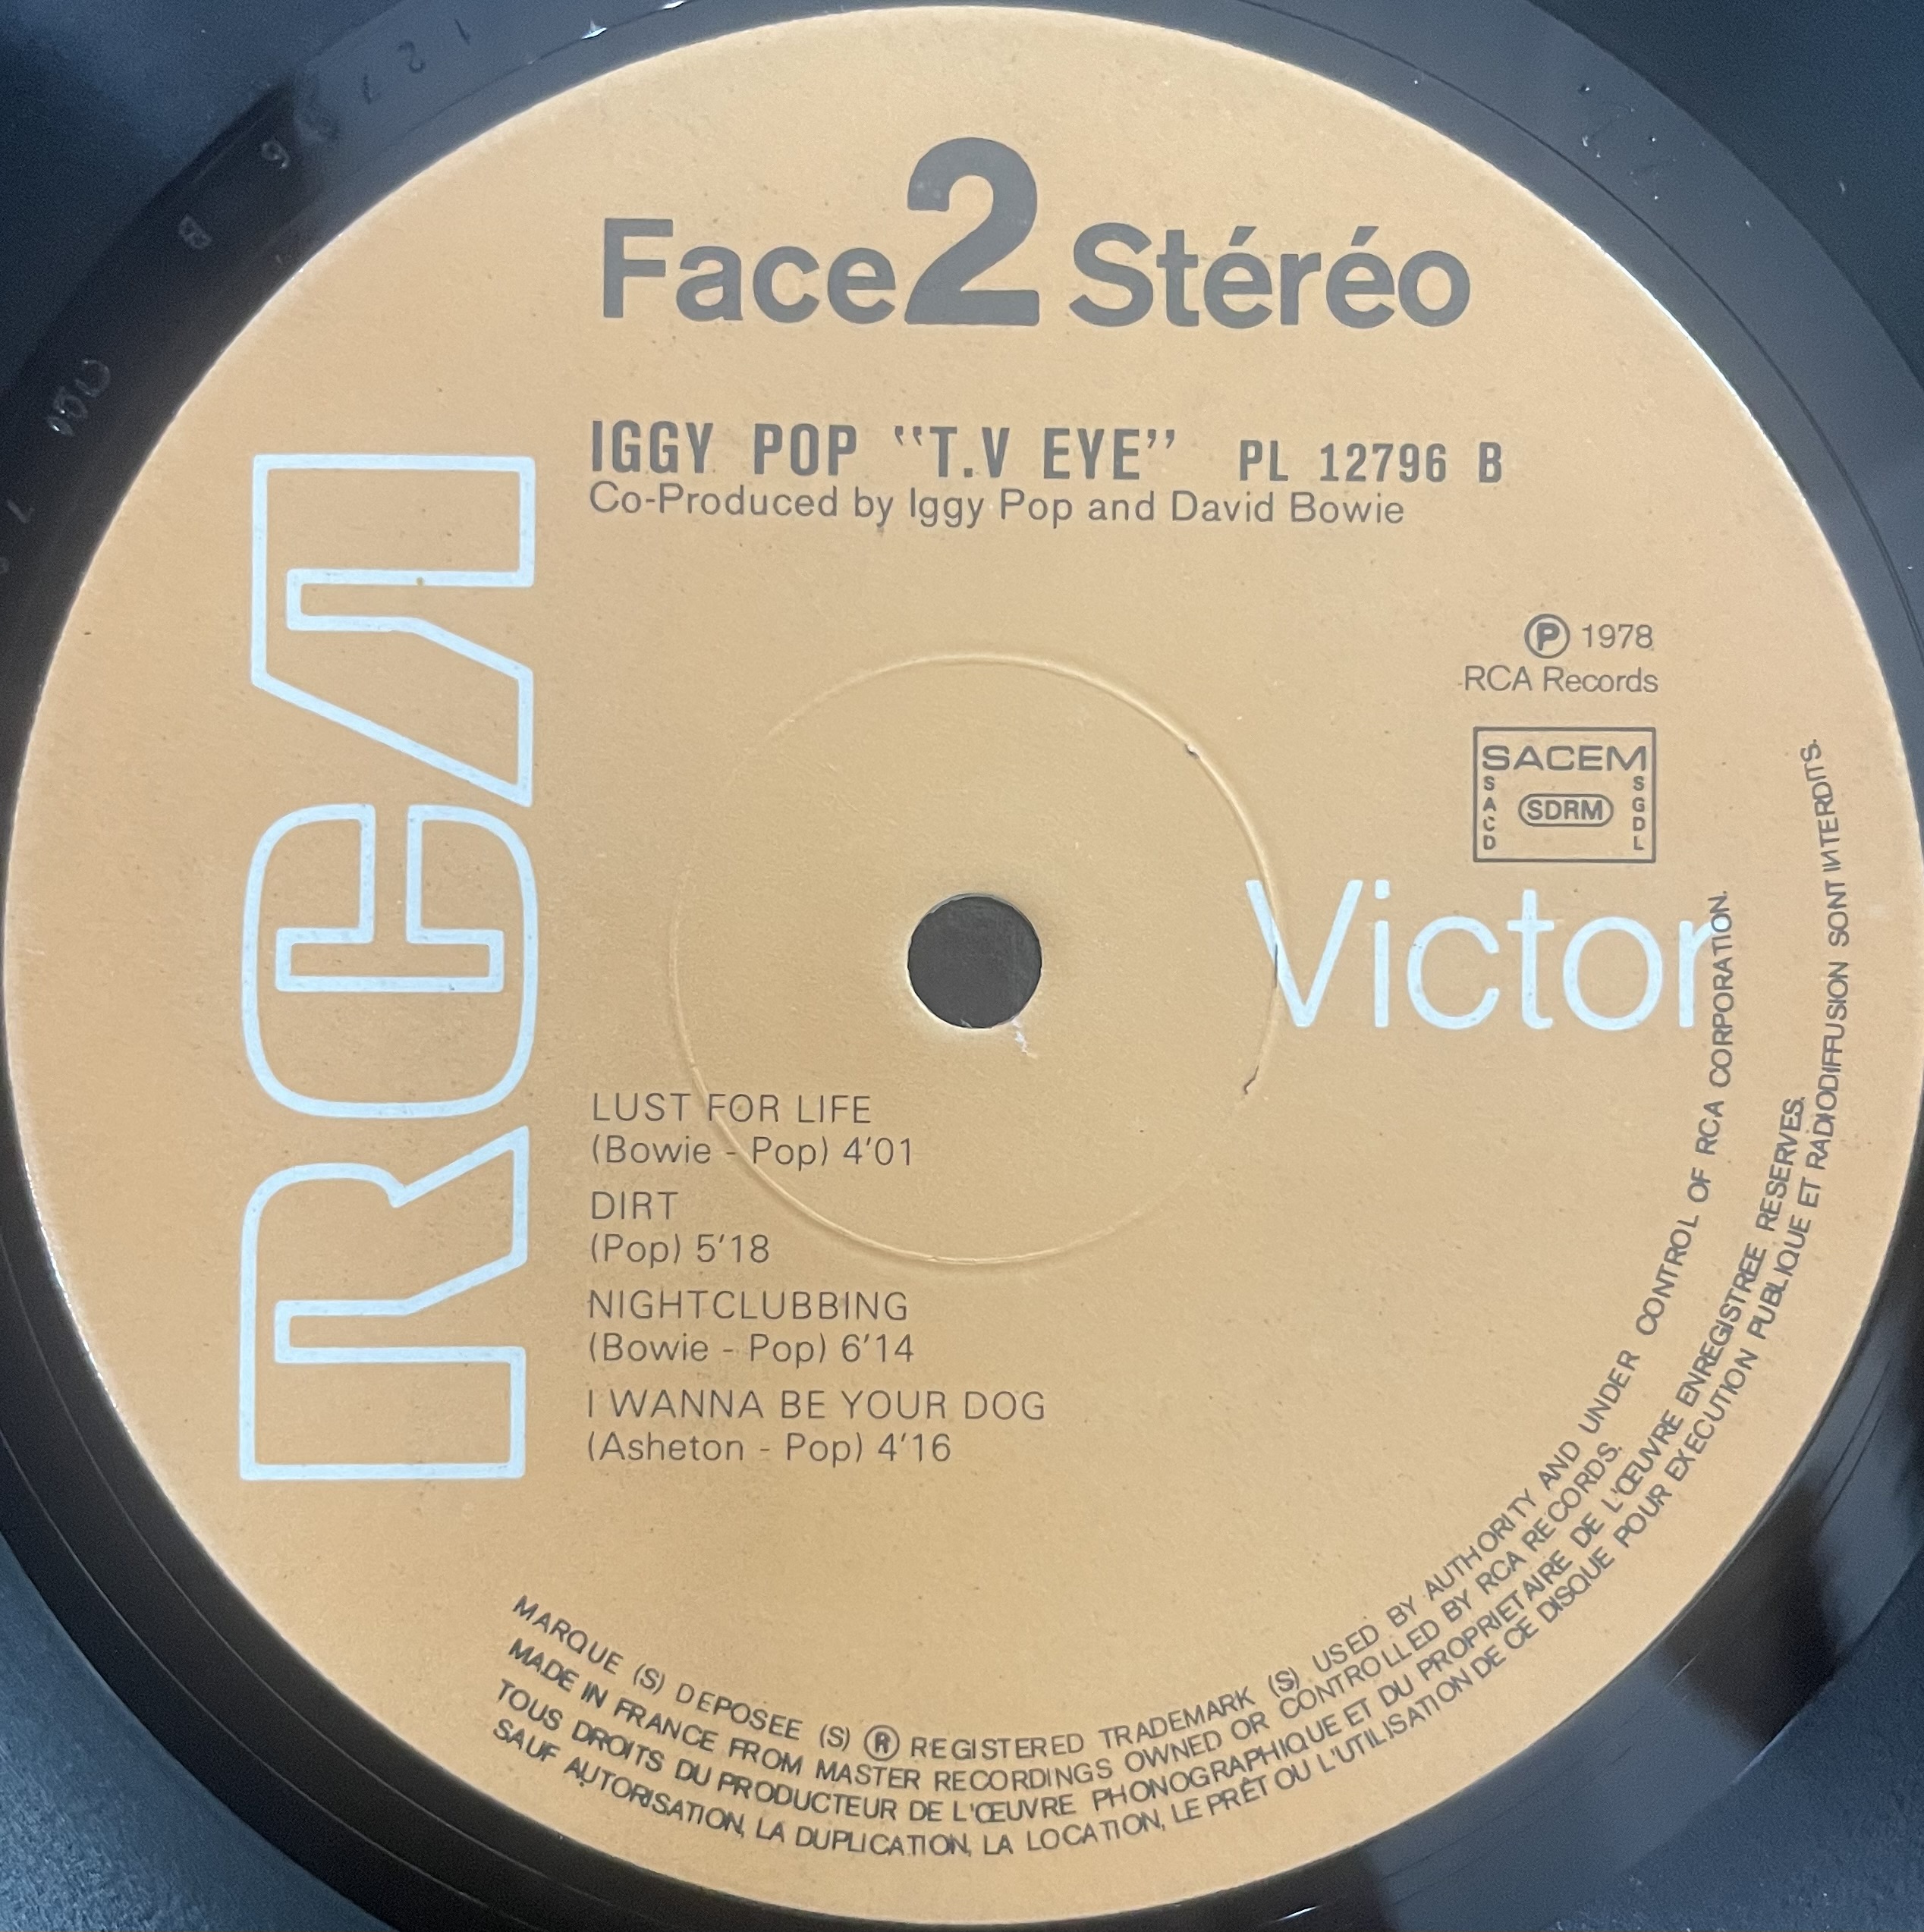 Face 2 Stéréo
IGGY POP “T.V EYE” PL 12796 B
Co-Produced by Iggy Pop and David Bowie
Ⓟ 1978
RCA Records
SACEM
SACD
SDRM
SGDL
RCA
Victor
LUST FOR LIFE
(Bowie - Pop) 4'01
DIRT
(Pop) 5'18
NIGHTCLUBBING
(Bowie - Pop) 6'14
I WANNA BE YOUR DOG
(Asheton - Pop) 4'16
MARQUE (S) DEPOSEE (S) ® REGISTERED TRADEMARK (S) USED BY AUTHORITY AND UNDER CONTROL OF RCA CORPORATION.
MADE IN FRANCE FROM MASTER RECORDINGS OWNED OR CONTROLLED BY RCA RECORDS.
TOUS DROITS DU PRODUCTEUR DE L'ŒUVRE PHONOGRAPHIQUE ET DU PROPRIETAIRE DE L'ŒUVRE ENREGISTREE RESERVES.
SAUF AUTORISATION, LA DUPLICATION, LA LOCATION, LE PRÊT OU L'UTILISATION DE CE DISQUE POUR EXECUTION PUBLIQUE ET RADIODIFFUSION SONT INTERDITS.